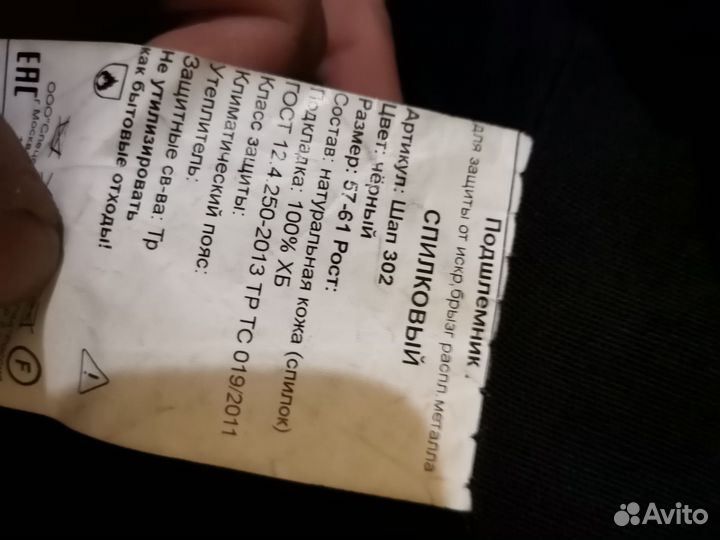 Подшлемник
для защиты от искр,брызг распл.металла
СПИЛКОВЫЙ
Артикул: Шап 302
Цвет: чёрный
Размер: 57-61 Рост:
Состав: натуральная кожа (спилок)
Подкладка: 100% ХБ
ГОСТ 12.4.250-2013 ТР ТС 019/2011
Класс защиты:
Климатический пояс:
Утеплитель:
Защитные св-ва: Тр
Не утилизировать
как бытовые отходы!
EAC
F
Avito